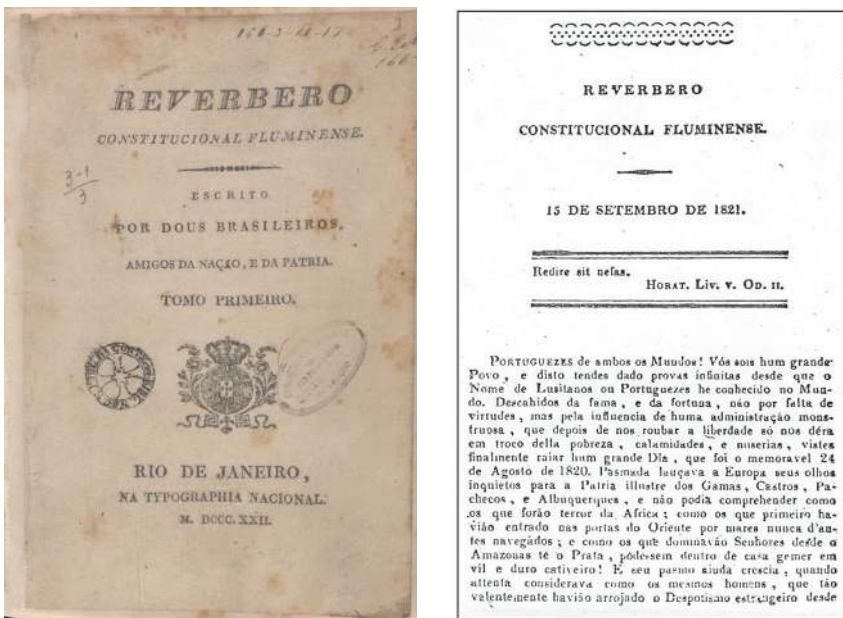 REVERBERO
CONSTITUCIONAL FLUMINENSE.
ESCRITO
POR DOUS BRASILEIROS,
AMIGOS DA NAÇÃO, E DA PATRIA.
TOMO PRIMEIRO.
RIO DE JANEIRO,
NA TYPOGRAPHIA NACIONAL.
M. DCCC. XXII.
3-1
3
REVERBERO
CONSTITUCIONAL FLUMINENSE.
15 DE SETEMBRO DE 1821.
Redire sit nefas.
HORAT. LIV. V. OD. II.
PORTUGUEZES de ambos os Mundos! Vós sois hum grande
Povo, e disto tendes dado provas infinitas desde que o
Nome de Lusitanos ou Portuguezes he conhecido no Mun-
do. Descahidos da fama, e da fortuna, não por falta de
virtudes, mas pela influencia de huma administração mons-
truosa, que depois de nos roubar a liberdade só nos déra
em troco della pobreza, calamidades, e miserias, vistes
finalmente raiar hum grande Dia, que foi o memoravel 24
de Agosto de 1820. Pasmada lançava a Europa seus olhos
inquietos para a Patria illustre dos Gamas, Castros, Pa-
checos, e Albuquerques, e não podia comprehender como
os que forão terror da Africa; como os que primeiro ha-
vião entrado nas portas do Oriente por mares nunca d'an-
tes navegados; e como os que dominavão Senhores desde o
Amazonas té o Prata, pódessem dentro de casa gemer em
vil e duro cativeiro! E seu pasmo ainda crescia, quando
attenta considerava como os mesmos homens, que tão
valentemente havião arrojado o Despotismo estrangeiro desde